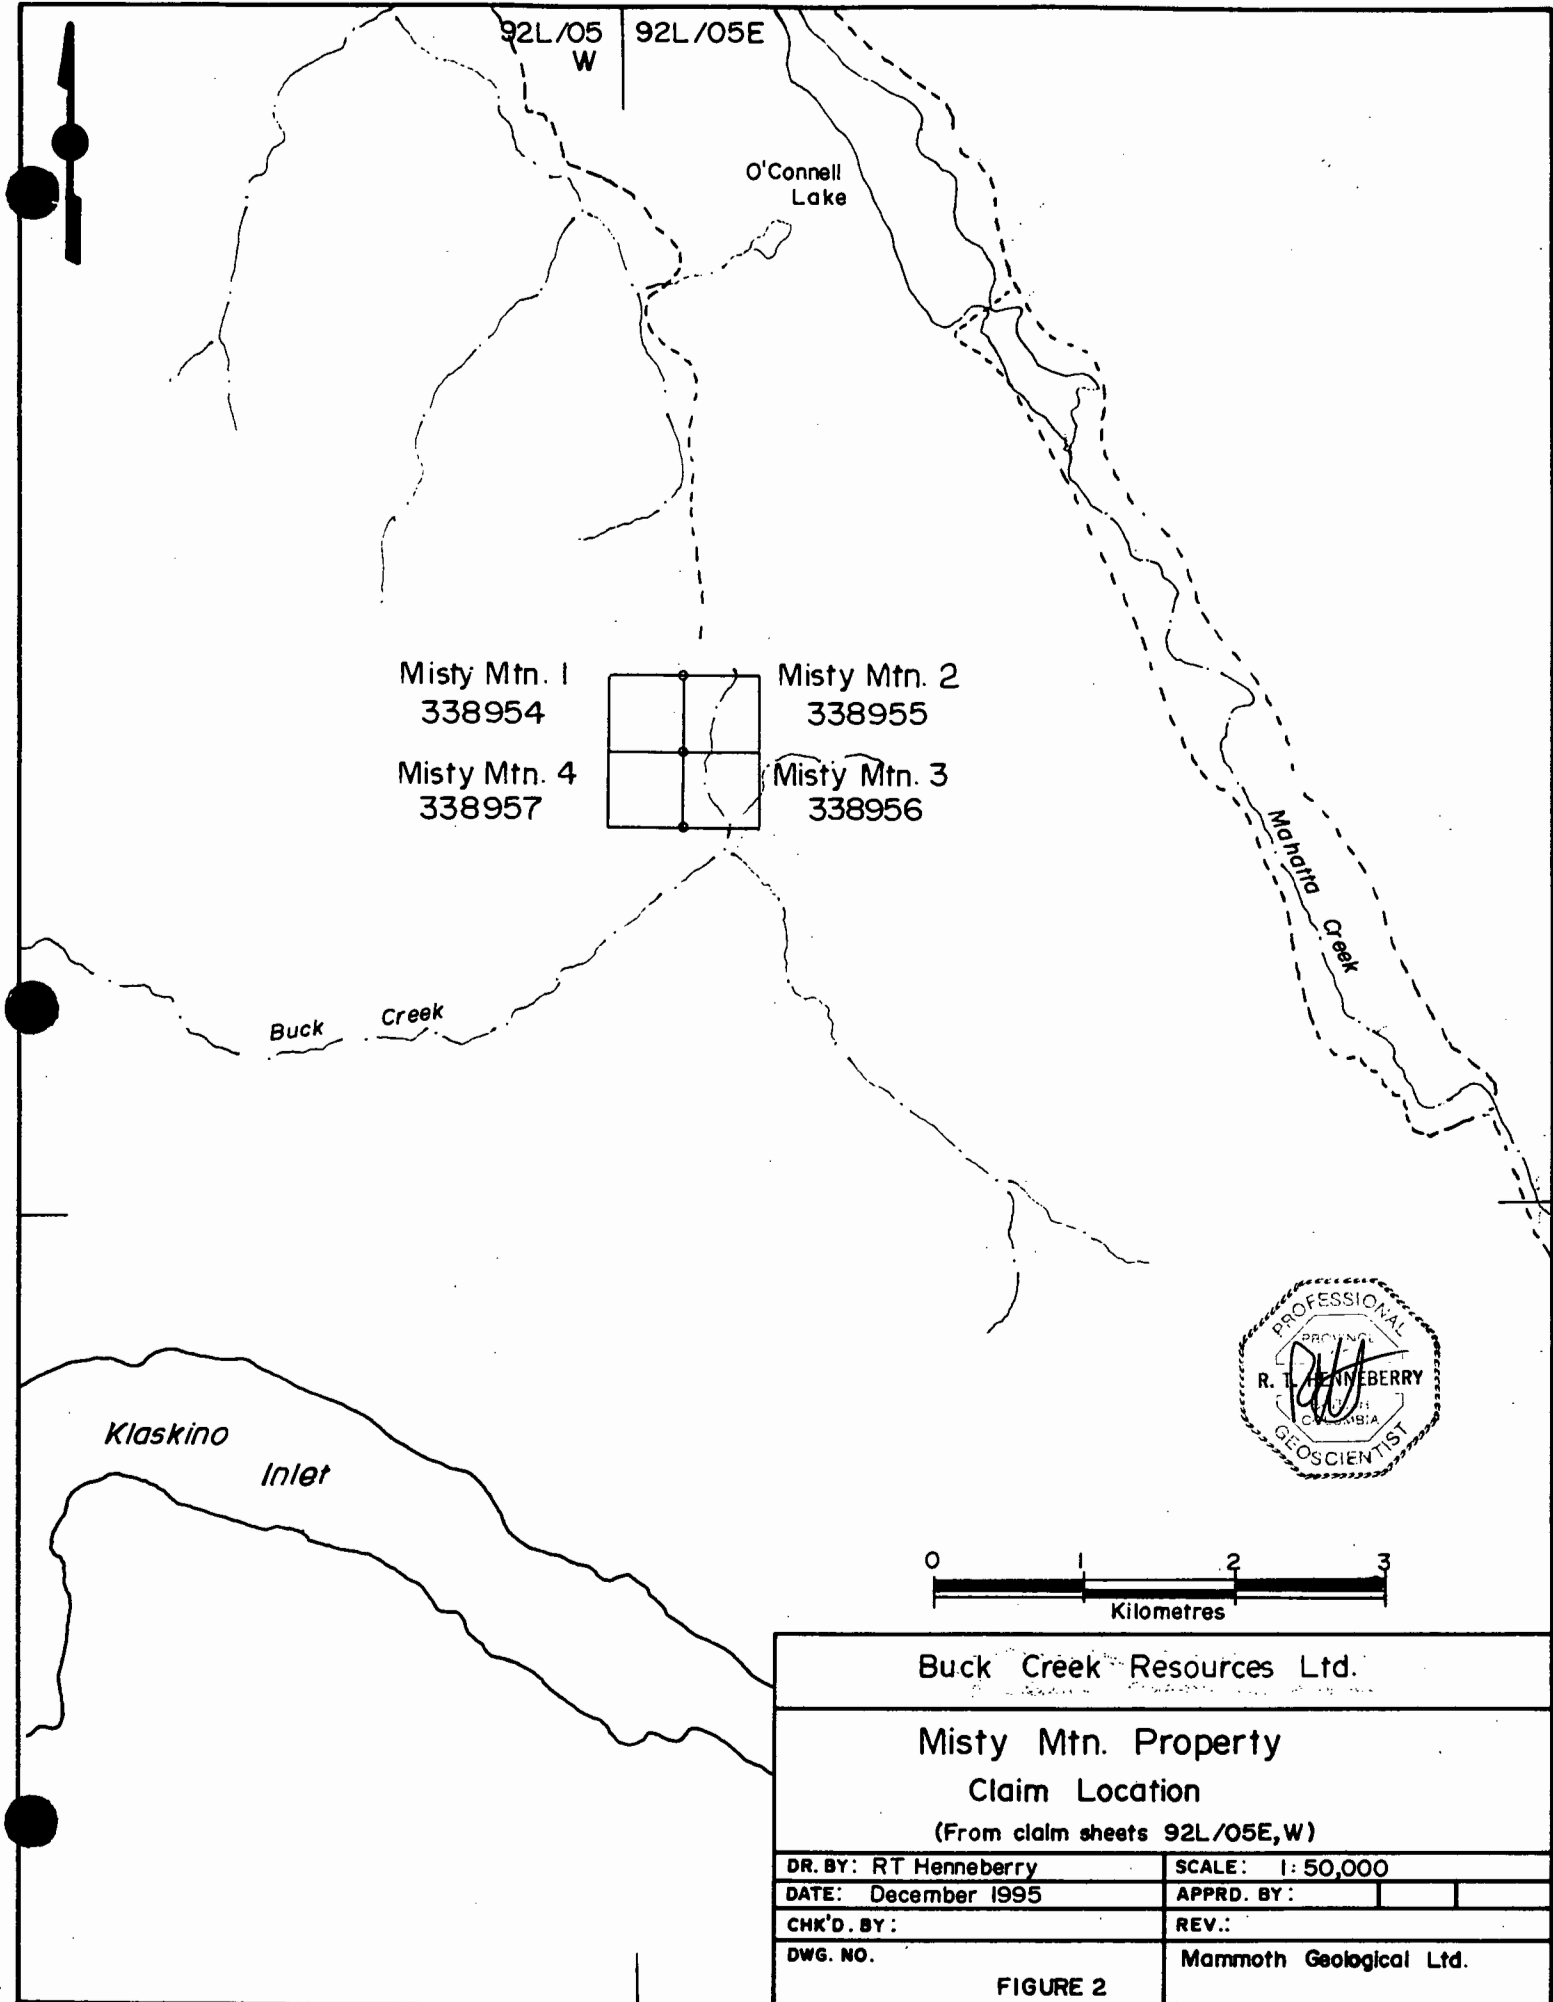 92L/05
W
92L/05E
O'Connell
Lake
Misty Mtn. 1
338954
Misty Mtn. 2
338955
Misty Mtn. 4
338957
Misty Mtn. 3
338956
Mahatta Creek
Buck Creek
Klaskino
Inlet
PROFESSIONAL
R. T. HENNEBERRY
COLUMBIA
GEOSCIENTIST
0 1 2 3
Kilometres
Buck Creek Resources Ltd.
Misty Mtn. Property
Claim Location
(From claim sheets 92L/05E,W)
DR. BY: RT Henneberry
SCALE: 1:50,000
DATE: December 1995
APPRD. BY:
CHK'D. BY:
REV.:
DWG. NO.
FIGURE 2
Mammoth Geological Ltd.